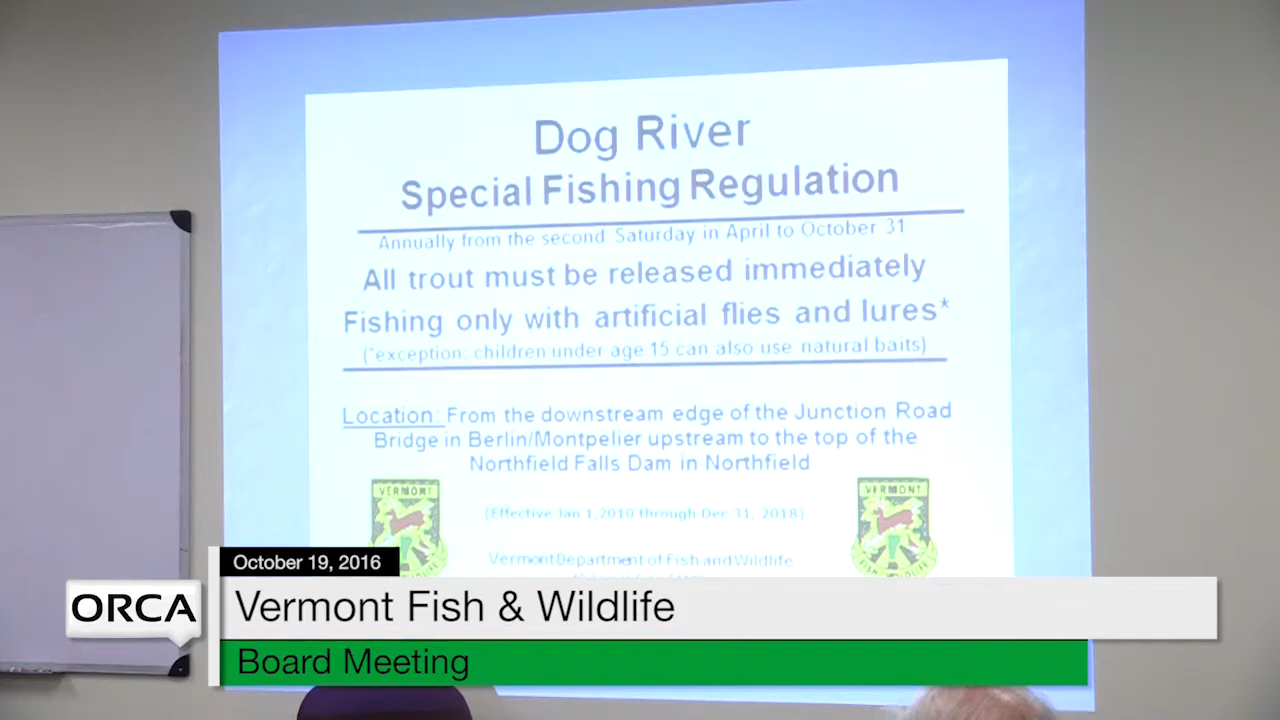 Dog River
Special Fishing Regulation
Annually from the second Saturday in April to October 31
All trout must be released immediately
Fishing only with artificial flies and lures*
(*exception: children under age 15 can also use natural baits)
Location: From the downstream edge of the Junction Road
Bridge in Berlin/Montpelier upstream to the top of the
Northfield Falls Dam in Northfield
VERMONT
VERMONT
(Effective Jan 1, 2010 through Dec 31, 2018)
Vermont Department of Fish and Wildlife
October 19, 2016
ORCA
Vermont Fish & Wildlife
Board Meeting